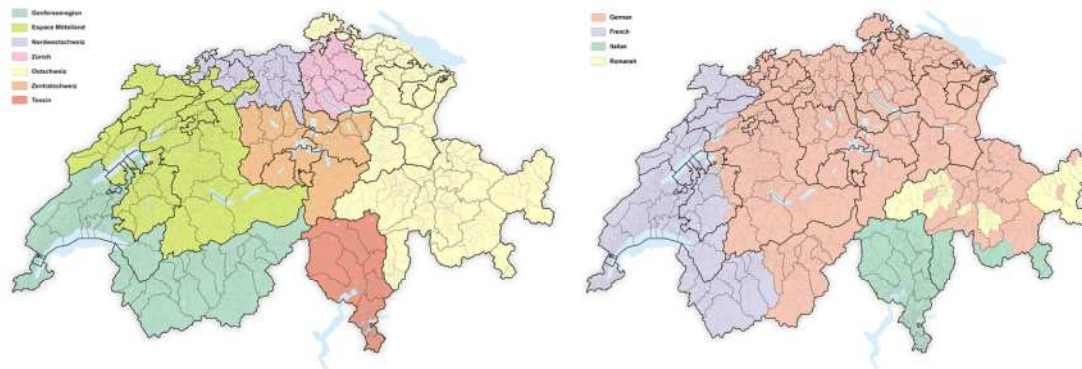 Genferseeregion
Espace Mittelland
Nordwestschweiz
Zürich
Ostschweiz
Zentralschweiz
Tessin
German
French
Italian
Romansh